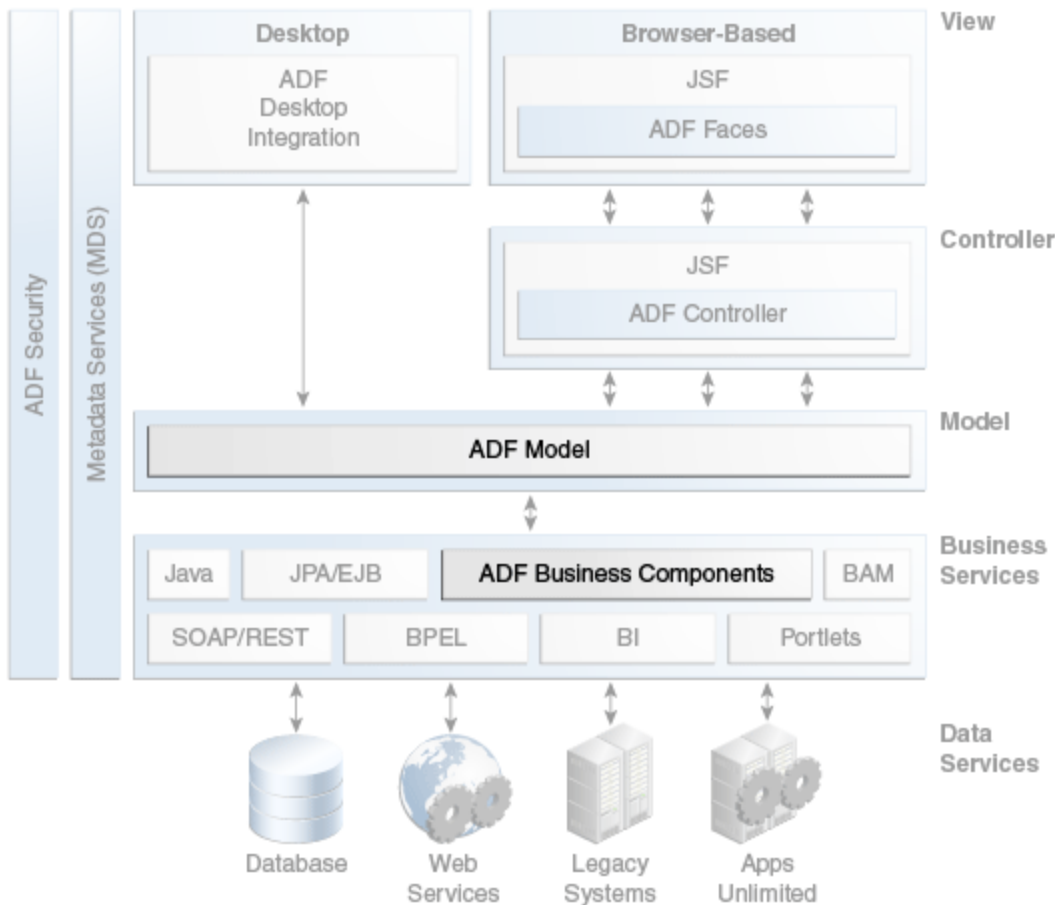 Desktop
Browser-Based
View
ADF
Desktop
Integration
JSF
ADF Faces
Controller
JSF
ADF Controller
ADF Security
Metadata Services (MDS)
Model
ADF Model
Business
Services
Java
JPA/EJB
ADF Business Components
BAM
SOAP/REST
BPEL
BI
Portlets
Data
Services
Database
Web
Services
Legacy
Systems
Apps
Unlimited